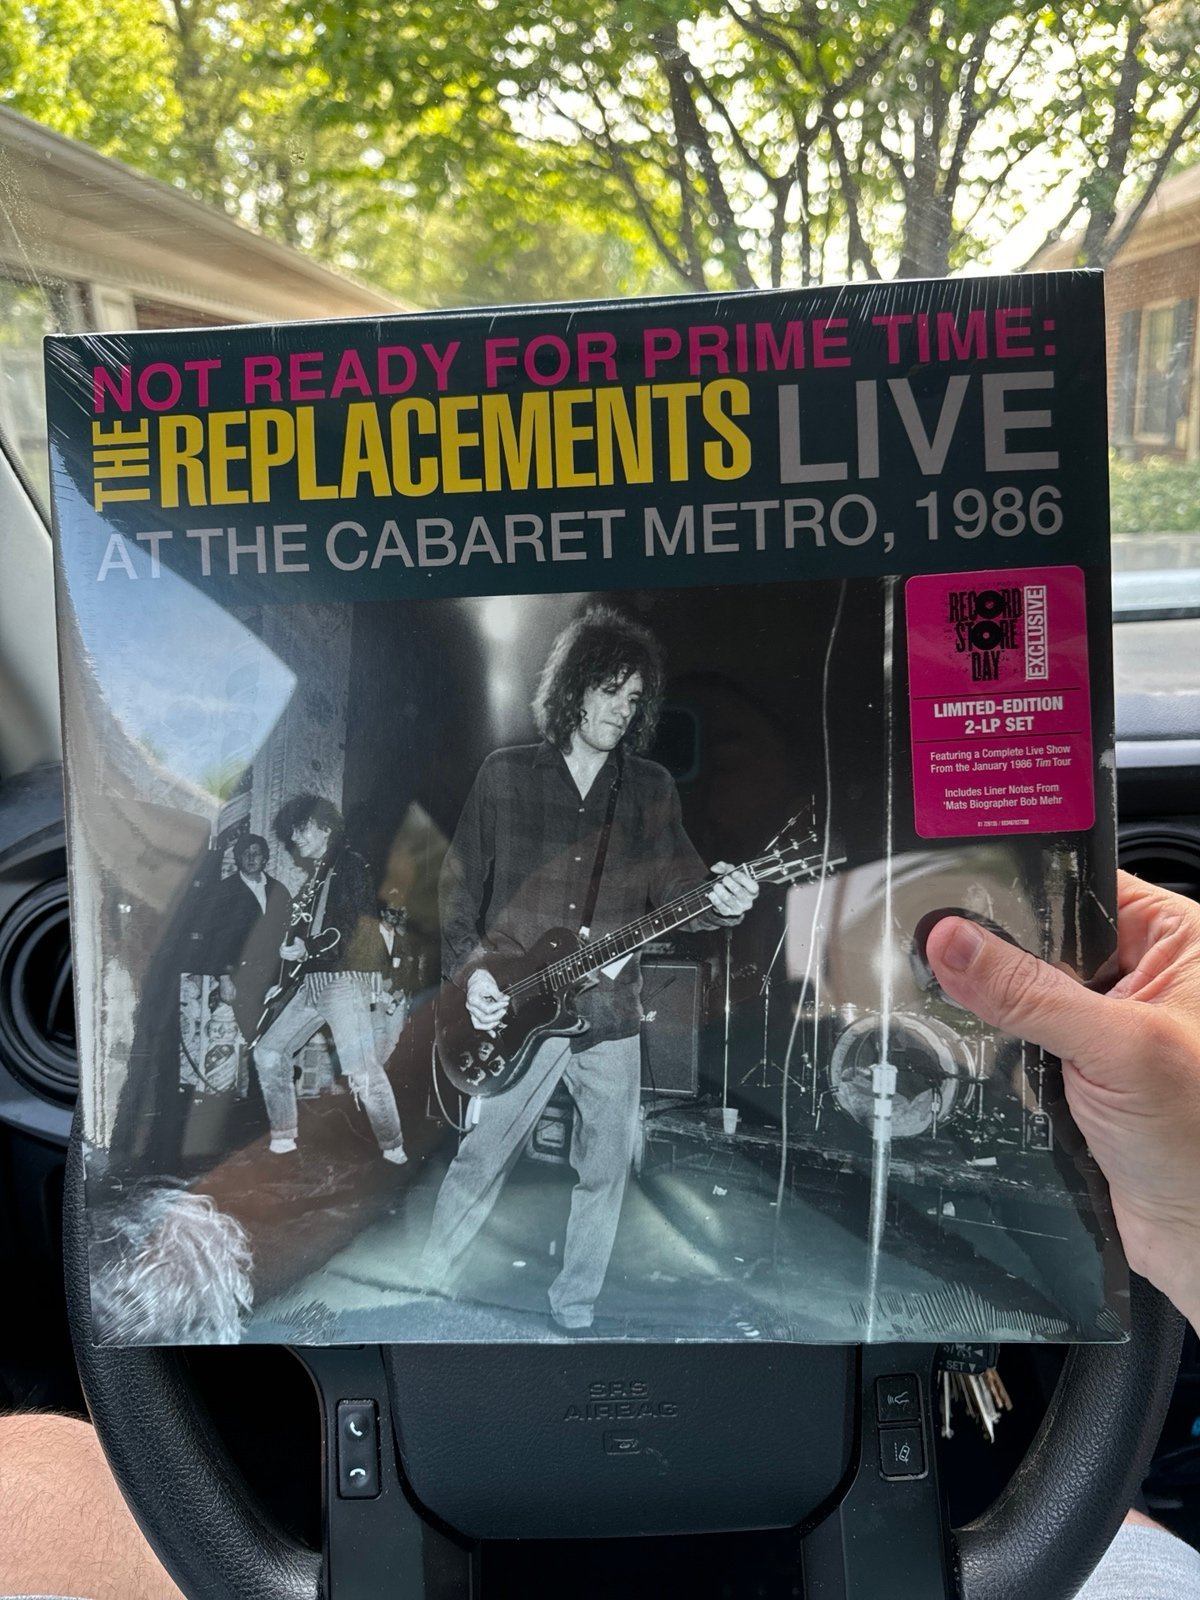 NOT READY FOR PRIME TIME:
THE REPLACEMENTS LIVE
AT THE CABARET METRO, 1986
RECORD
STORE
DAY
EXCLUSIVE
LIMITED-EDITION
2-LP SET
Featuring a Complete Live Show
From the January 1986 Tim Tour
Includes Liner Notes From
'Mats Biographer Bob Mehr
SET
SRS
AIRBAG